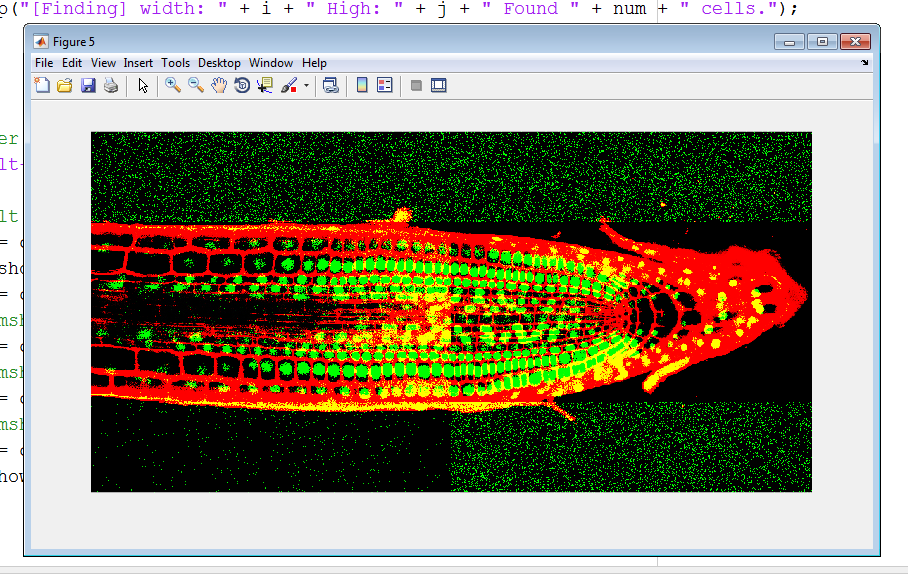 p("[Finding] width: " + i + " High: " + j + " Found " + num + " cells.");
Figure 5
File Edit View Insert Tools Desktop Window Help
er
lt
lt
= c
sho
= c
msh
= c
msh
= c
msh
= c
how